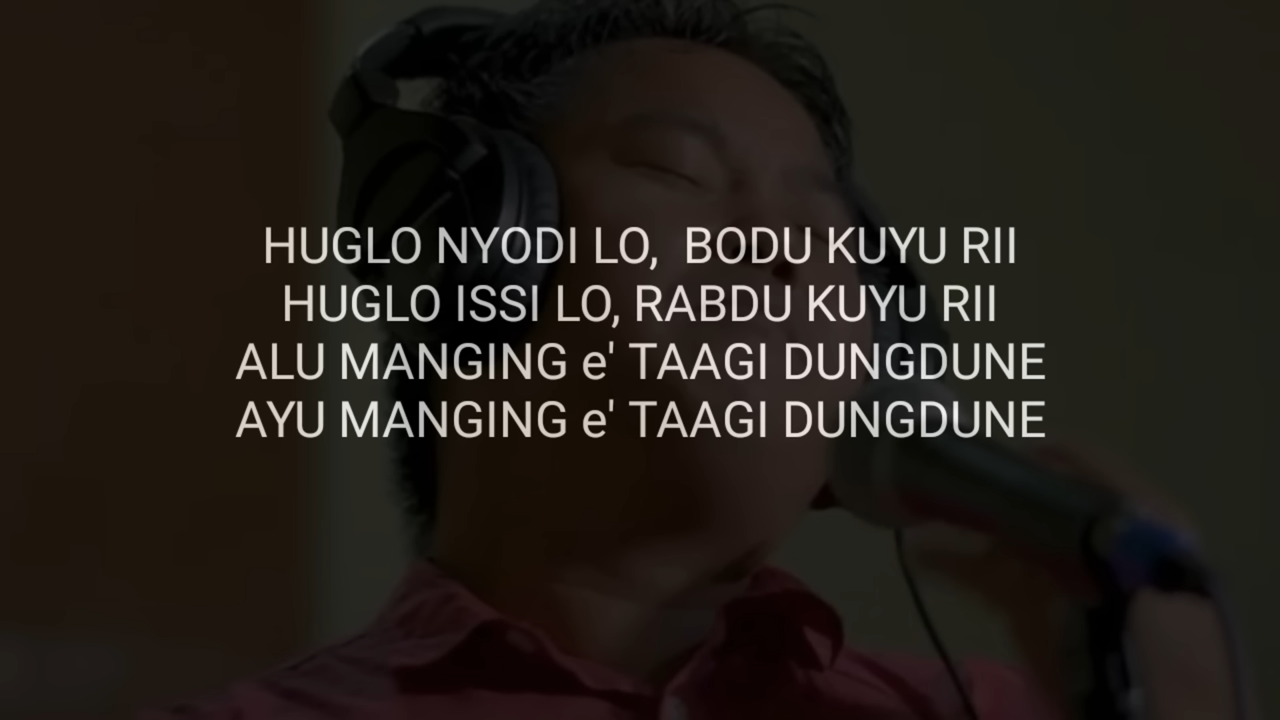 HUGLO NYODI LO,  BODU KUYU RII
HUGLO ISSI LO, RABDU KUYU RII
ALU MANGING e' TAAGI DUNGDUNE
AYU MANGING e' TAAGI DUNGDUNE